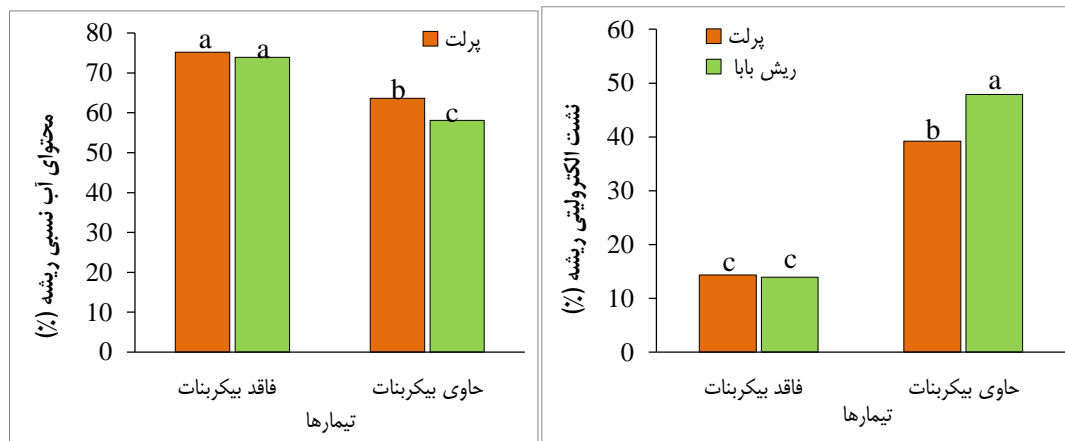 محتوای آب نسبی ریشه (%)
80
70
60
50
40
30
20
10
0
پرلت
a
a
b
c
فاقد بیکربنات
حاوی بیکربنات
تیمارها
نشت الکترولیتی ریشه (%)
60
50
40
30
20
10
0
پرلت
ریش بابا
c
c
b
a
فاقد بیکربنات
حاوی بیکربنات
تیمارها